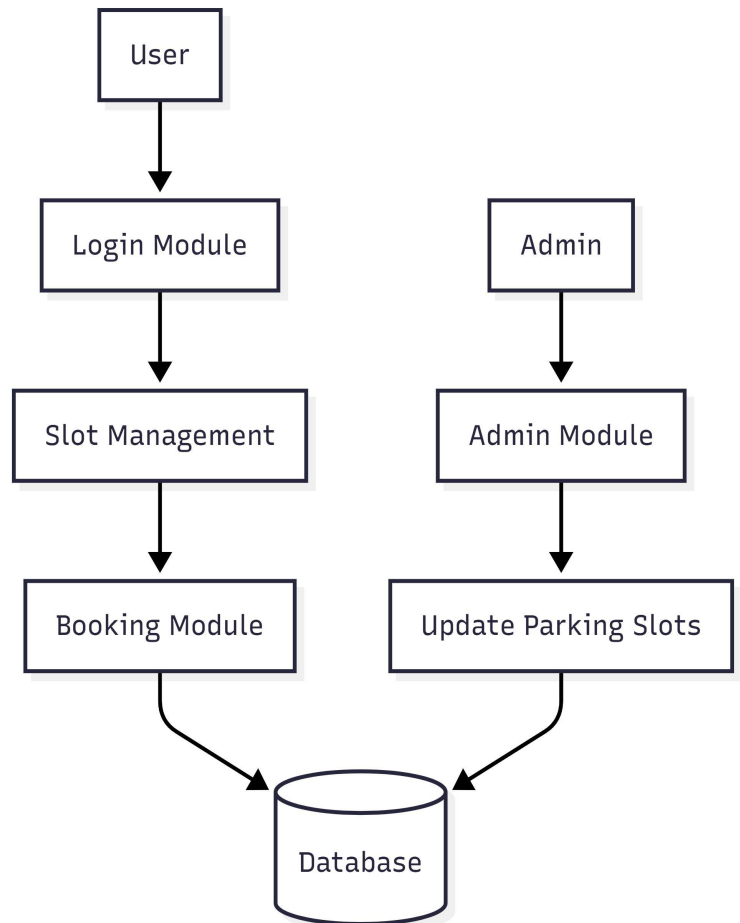 User
Login Module
Admin
Slot Management
Admin Module
Booking Module
Update Parking Slots
Database